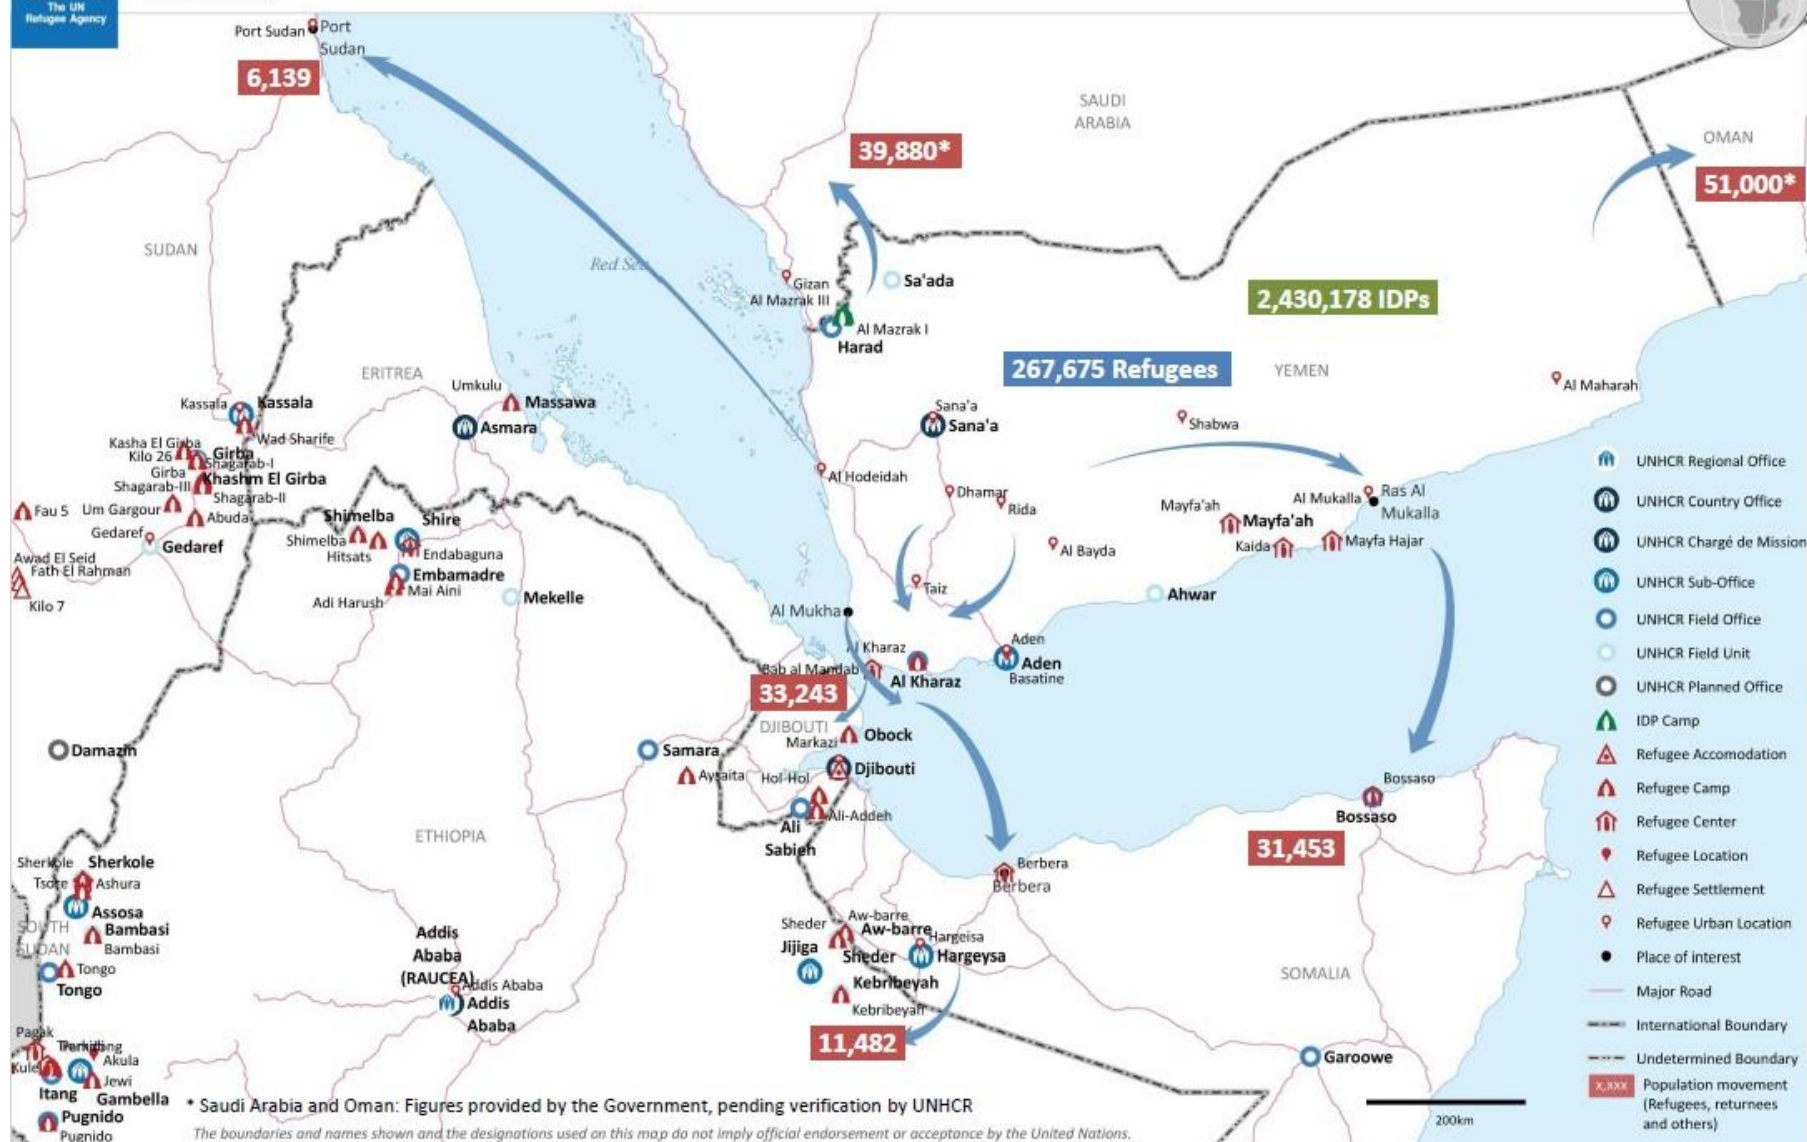 The UN
Refugee Agency
Port Sudan
Port
Sudan
6,139
SAUDI
ARABIA
39,880*
OMAN
51,000*
SUDAN
Red Sea
Gizan
Al Mazrak III
Sa'ada
Al Mazrak I
Harad
2,430,178 IDPs
267,675 Refugees
YEMEN
Al Maharah
ERITREA
Umkulu
Massawa
Asmara
Kassala
Kassala
Wad Sharife
Kasha El Girba
Kilo 26
Girba
Shagarab-I
Girba
Khashm El Girba
Shagarab-III
Shagarab-II
Fau 5
Um Gargour
Abuda
Gedaref
Gedaref
Awad El Seid
Fath El Rahman
Kilo 7
Sana'a
Sana'a
Shabwa
Al Hodeidah
Dhamar
Rida
Al Bayda
Mayfa'ah
Mayfa'ah
Al Mukalla
Ras Al
Mukalla
Kaida
Mayfa Hajar
Shimelba
Shire
Shimelba
Hitsats
Endabaguna
Embamadre
Adi Harush
Mai Aini
Mekelle
Taiz
Ahwar
Al Mukha
Al Kharaz
Aden
Bab al Mandab
Al Kharaz
Aden
Basatine
33,243
DJIBOUTI
Markazi
Obock
Damazin
Samara
Aysaita
Hol-Hol
Djibouti
Ali-Addeh
Ali
Sabieh
Bossaso
Bossaso
31,453
ETHIOPIA
Berbera
Berbera
Sherkole
Sherkole
Tsore
Ashura
Assosa
SOUTH
SUDAN
Bambasi
Bambasi
Tongo
Tongo
Addis
Ababa
(RAUCEA)
Addis Ababa
Addis
Ababa
Sheder
Aw-barre
Aw-barre
Hargeisa
Jijiga
Sheder
Hargeysa
Kebribeyah
Kebribeyah
11,482
SOMALIA
Garoowe
Pagak
Akula
Kule
Jewi
Itang
Gambella
Pugnido
Pugnido
UNHCR Regional Office
UNHCR Country Office
UNHCR Chargé de Mission
UNHCR Sub-Office
UNHCR Field Office
UNHCR Field Unit
UNHCR Planned Office
IDP Camp
Refugee Accomodation
Refugee Camp
Refugee Center
Refugee Location
Refugee Settlement
Refugee Urban Location
Place of interest
Major Road
International Boundary
Undetermined Boundary
x,xxx Population movement
(Refugees, returnees
and others)
200km
* Saudi Arabia and Oman: Figures provided by the Government, pending verification by UNHCR
The boundaries and names shown and the designations used on this map do not imply official endorsement or acceptance by the United Nations.